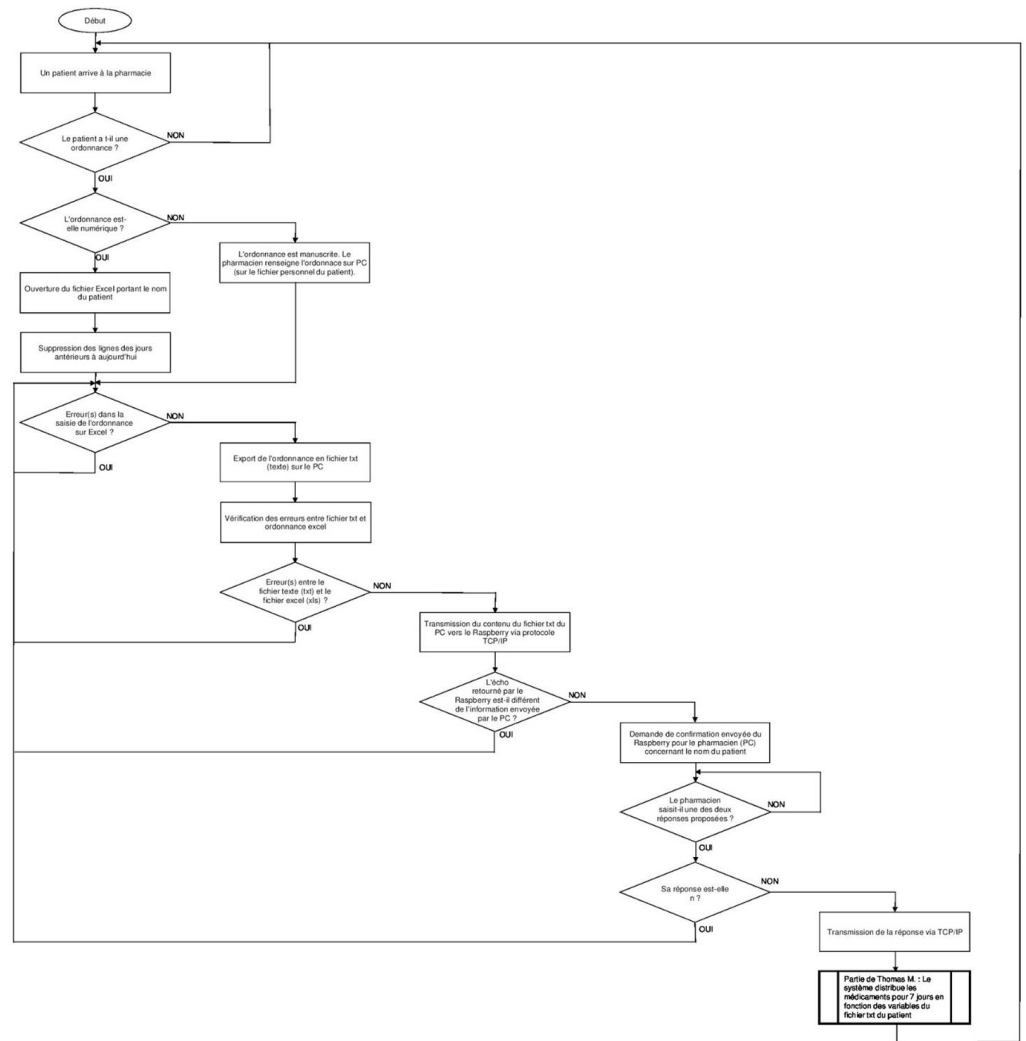 Début
Un patient arrive à la pharmacie
Le patient a t-il une
ordonnance ?
NON
OUI
L'ordonnance est-
elle numérique ?
NON
OUI
L'ordonnance est manuscrite. Le
pharmacien renseigne l'ordonnace sur PC
(sur le fichier personnel du patient).
Ouverture du fichier Excel portant le nom
du patient
Suppression des lignes des jours
antérieurs à aujourd'hui
Erreur(s) dans la
saisie de l'ordonnance
sur Excel ?
NON
OUI
Export de l'ordonnance en fichier txt
(texte) sur le PC
Vérification des erreurs entre fichier txt et
ordonnance excel
Erreur(s) entre le
fichier texte (txt) et le
fichier excel (xls) ?
NON
OUI
Transmission du contenu du fichier txt du
PC vers le Raspberry via protocole
TCP/IP
L'écho
retourné par le
Raspberry est-il différent
de l'information envoyée
par le PC ?
NON
OUI
Demande de confirmation envoyée du
Raspberry pour le pharmacien (PC)
concernant le nom du patient
Le pharmacien
saisit-il une des deux
réponses proposées ?
NON
OUI
Sa réponse est-elle
n ?
NON
OUI
Transmission de la réponse via TCP/IP
Partie de Thomas M. : Le
système distribue les
médicaments pour 7 jours en
fonction des variables du
fichier txt du patient